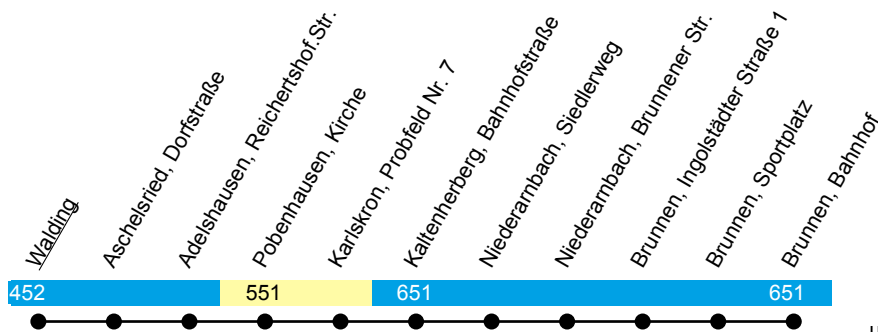 Walding
Aschelsried, Dorfstraße
Adelshausen, Reichertshof.Str.
Pobenhausen, Kirche
Karlskron, Probfeld Nr. 7
Kaltenherberg, Bahnhofstraße
Niederarnbach, Siedlerweg
Niederarnbach, Brunnener Str.
Brunnen, Ingolstädter Straße 1
Brunnen, Sportplatz
Brunnen, Bahnhof
452 551 651 651